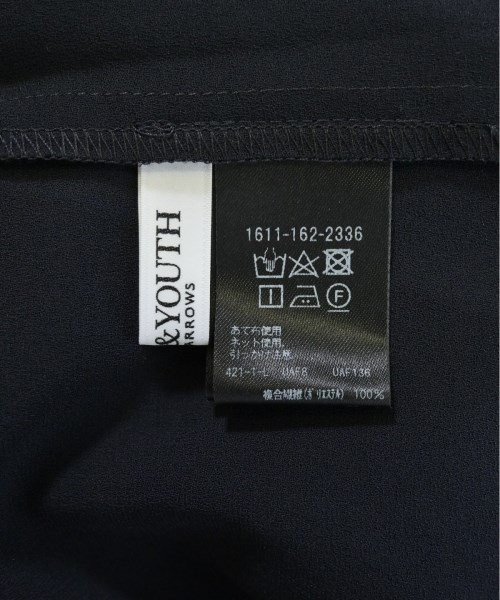 &YOUTH
ARROWS
1611-162-2336
F
あて布使用
ネット使用。
引っかけ注意
421-T-L UAF8 UAF136
複合繊維(ポリエステル) 100%